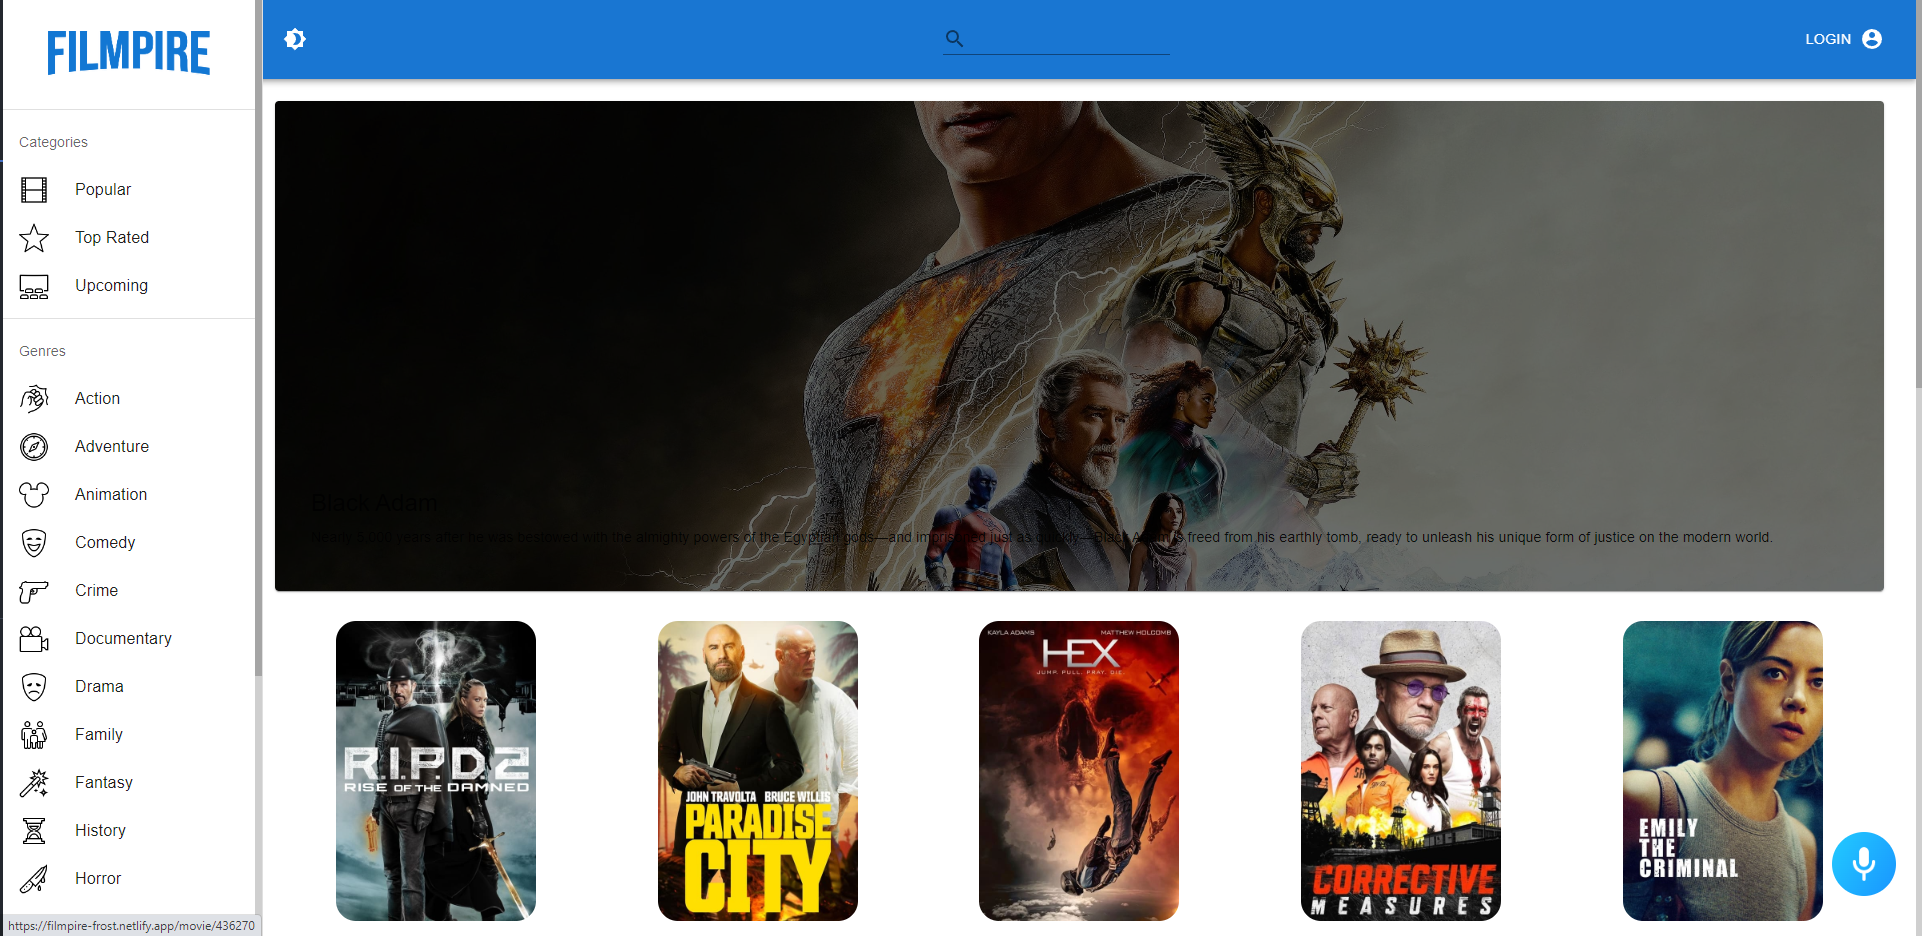 FILMPIRE
LOGIN
Categories
Popular
Top Rated
Upcoming
Genres
Action
Adventure
Animation
Comedy
Crime
Documentary
Drama
Family
Fantasy
History
Horror
https://filmpire-frost.netlify.app/movie/436270
Black Adam
Nearly 5,000 years after he was bestowed with the almighty powers of the Egyptian gods—and imprisoned just as quickly—Black Adam is freed from his earthly tomb, ready to unleash his unique form of justice on the modern world.
R.I.P.D.2
RISE OF THE DAMNED
JOHN TRAVOLTA BRUCE WILLIS
PARADISE
CITY
KAYLA ADAMS MATTHEW HOLCOMB
HEX
JUMP. PULL. PRAY. DIE.
CORRECTIVE
MEASURES
EMILY
THE
CRIMINAL